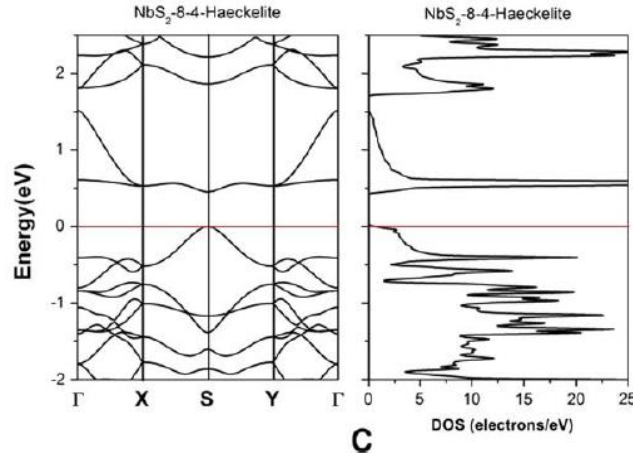 NbS2-8-4-Haeckelite
NbS2-8-4-Haeckelite
Energy(eV)
2
1
0
-1
-2
Γ X S Y Γ
0 5 10 15 20 25
C
DOS (electrons/eV)